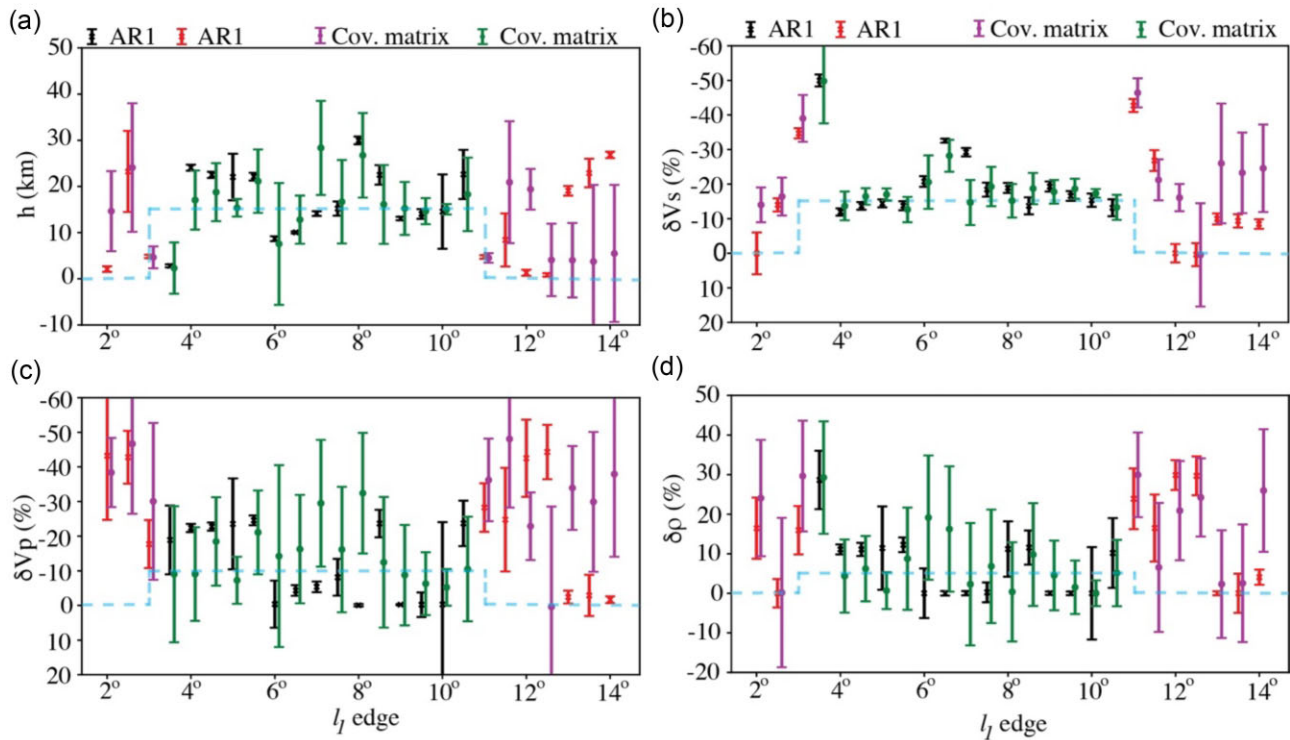 (a)
AR1 AR1 Cov. matrix Cov. matrix
50
40
30
20
10
0
-10
h (km)
2° 4° 6° 8° 10° 12° 14°
(b)
AR1 AR1 Cov. matrix Cov. matrix
-60
-50
-40
-30
-20
-10
0
10
20
δVs (%)
2° 4° 6° 8° 10° 12° 14°
(c)
-60
-50
-40
-30
-20
-10
0
10
20
δVp (%)
2° 4° 6° 8° 10° 12° 14°
l₁ edge
(d)
50
40
30
20
10
0
-10
-20
δρ (%)
2° 4° 6° 8° 10° 12° 14°
l₁ edge